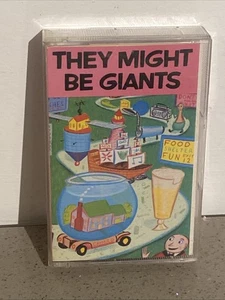 THEY MIGHT
BE GIANTS
FOOD
SHELTER
FUN